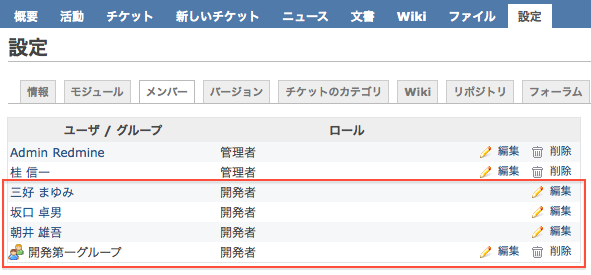 概要 活動 チケット 新しいチケット ニュース 文書 Wiki ファイル 設定
設定
情報 モジュール メンバー バージョン チケットのカテゴリ Wiki リポジトリ フォーラム
ユーザ / グループ ロール
Admin Redmine 管理者 編集 削除
桂 信一 管理者 編集 削除
三好 まゆみ 開発者 編集
坂口 卓男 開発者 編集
朝井 雄吾 開発者 編集
開発第一グループ 開発者 編集 削除